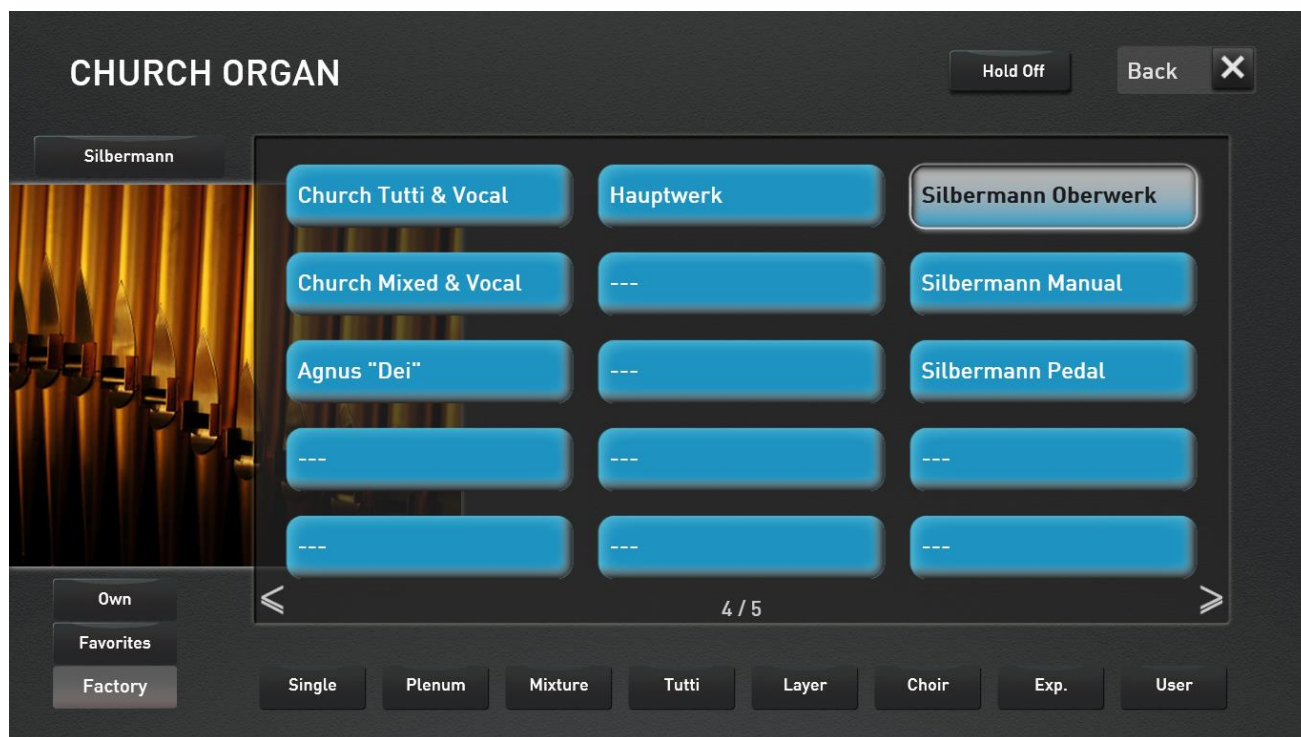 CHURCH ORGAN
Hold Off
Back
Silbermann
Church Tutti & Vocal
Hauptwerk
Silbermann Oberwerk
Church Mixed & Vocal
---
Silbermann Manual
Agnus "Dei"
---
Silbermann Pedal
---
---
---
---
---
---
4 / 5
Own
Favorites
Factory
Single
Plenum
Mixture
Tutti
Layer
Choir
Exp.
User